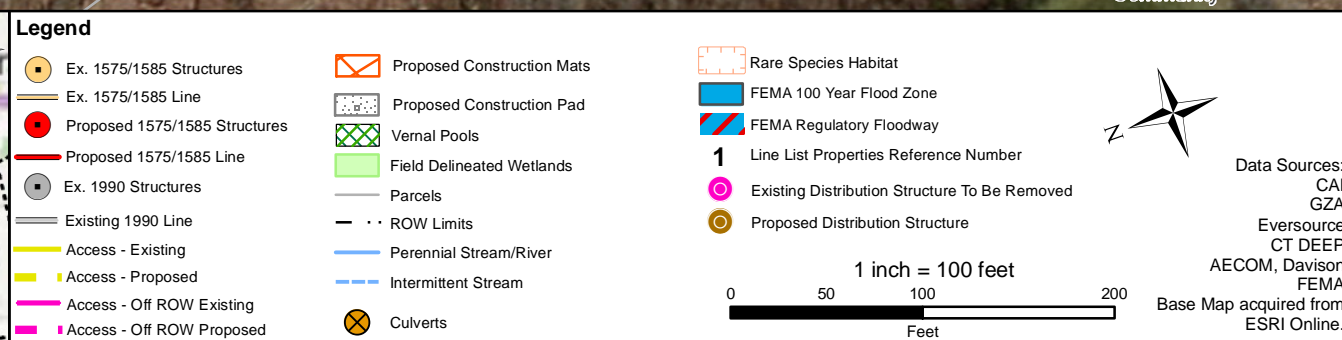 Legend
Ex. 1575/1585 Structures
Ex. 1575/1585 Line
Proposed 1575/1585 Structures
Proposed 1575/1585 Line
Ex. 1990 Structures
Existing 1990 Line
Access - Existing
Access - Proposed
Access - Off ROW Existing
Access - Off ROW Proposed
Proposed Construction Mats
Proposed Construction Pad
Vernal Pools
Field Delineated Wetlands
Parcels
ROW Limits
Perennial Stream/River
Intermittent Stream
Culverts
Rare Species Habitat
FEMA 100 Year Flood Zone
FEMA Regulatory Floodway
1 Line List Properties Reference Number
Existing Distribution Structure To Be Removed
Proposed Distribution Structure
1 inch = 100 feet
0 50 100 200
Feet
N
Data Sources:
CAI
GZA
Eversource
CT DEEP
AECOM, Davison
FEMA
Base Map acquired from
ESRI Online.